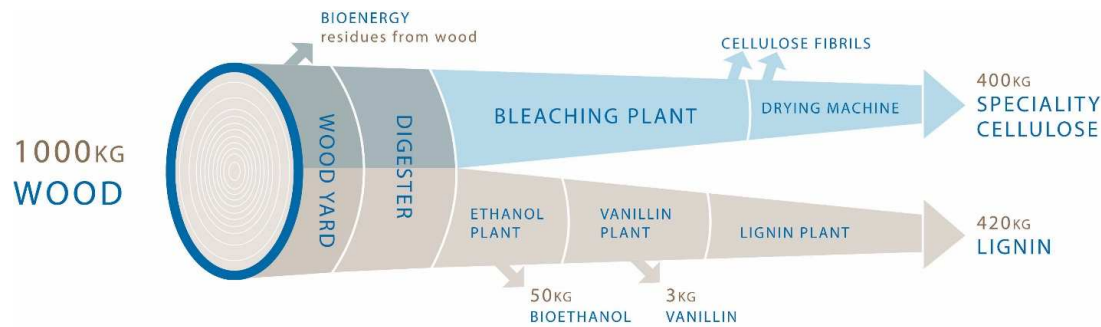 BIOENERGY
residues from wood
CELLULOSE FIBRILS
1000KG
WOOD
WOOD YARD
DIGESTER
BLEACHING PLANT
DRYING MACHINE
400KG
SPECIALITY
CELLULOSE
ETHANOL
PLANT
VANILLIN
PLANT
LIGNIN PLANT
420KG
LIGNIN
50KG
BIOETHANOL
3KG
VANILLIN